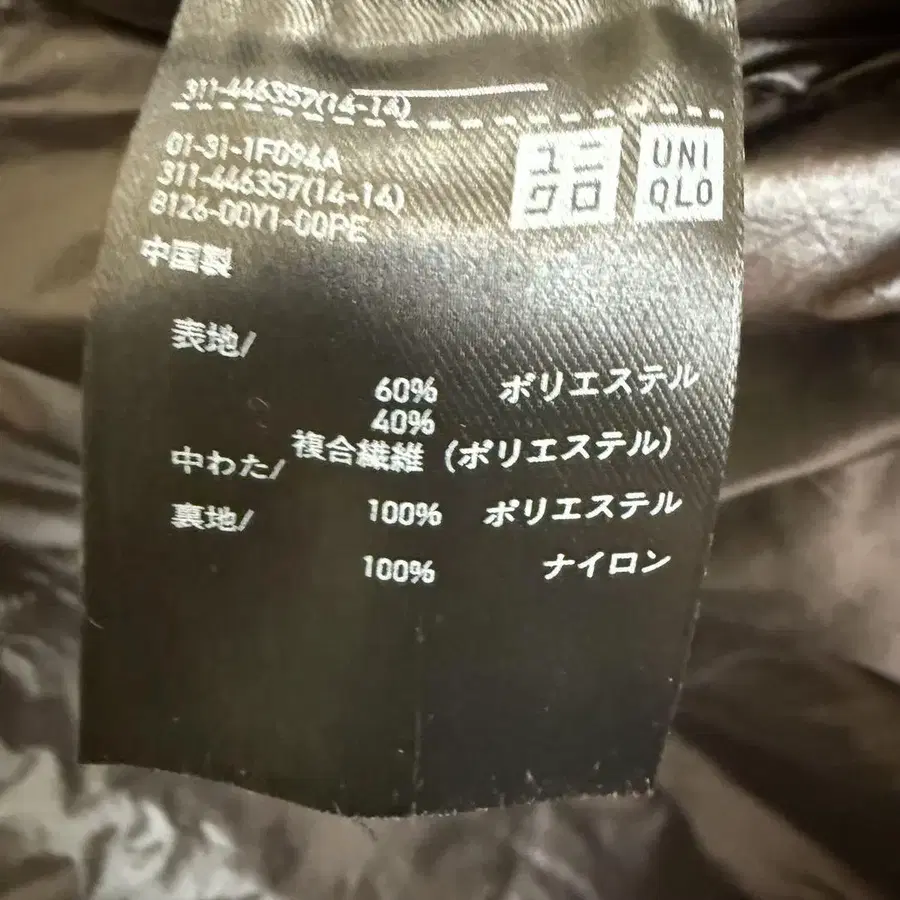 311-446357(14-14)
01-31-1F094A
311-446357(14-14)
8126-00Y1-00PE
中国製
ユニ
クロ
UNI
QLO
表地/
60% ポリエステル
40%
複合繊維 (ポリエステル)
中わた/
100% ポリエステル
裏地/
100% ナイロン